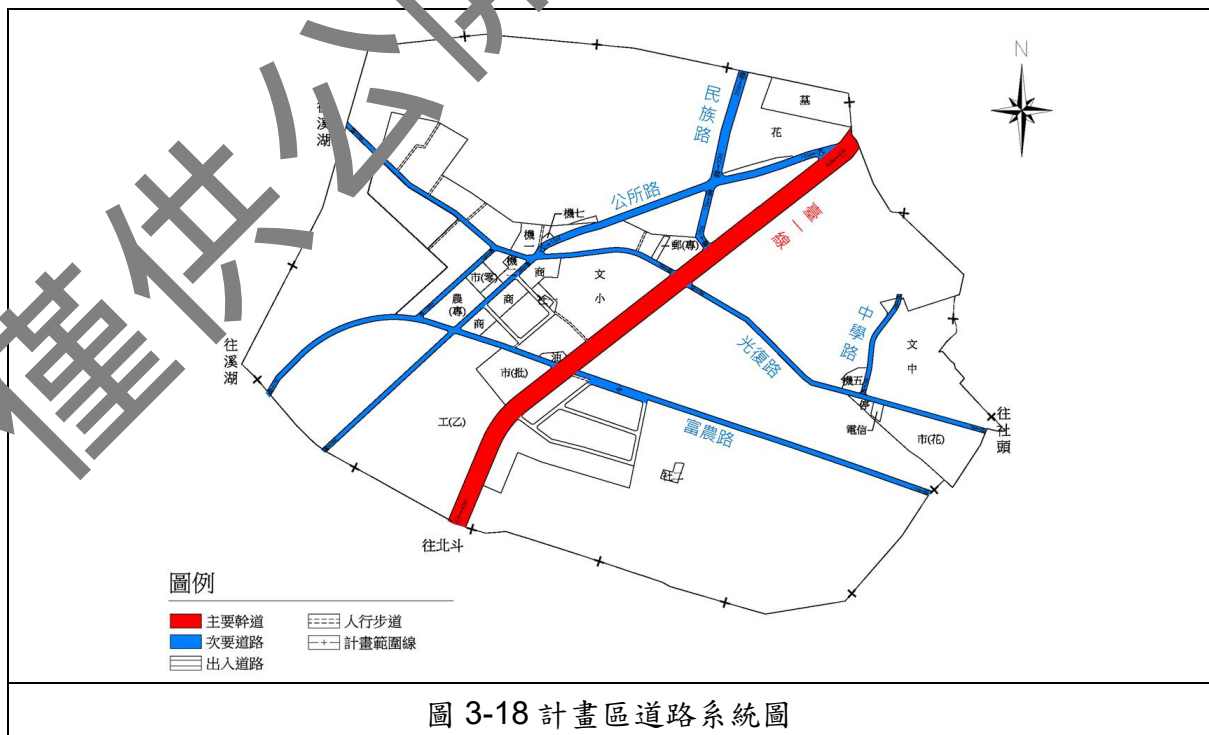 僅供公開
N
往溪湖
民族路
墓
花
公所路
機七
機一
臺一線
郵(專)
機二
商
文小
市(零)
農(專)
商
商
中學路
文中
往溪湖
光復路
油
市(批)
機五
停
往社頭
電信
市(花)
工(乙)
富農路
往北斗
圖例
主要幹道
人行步道
次要道路
計畫範圍線
出入道路
圖 3-18 計畫區道路系統圖